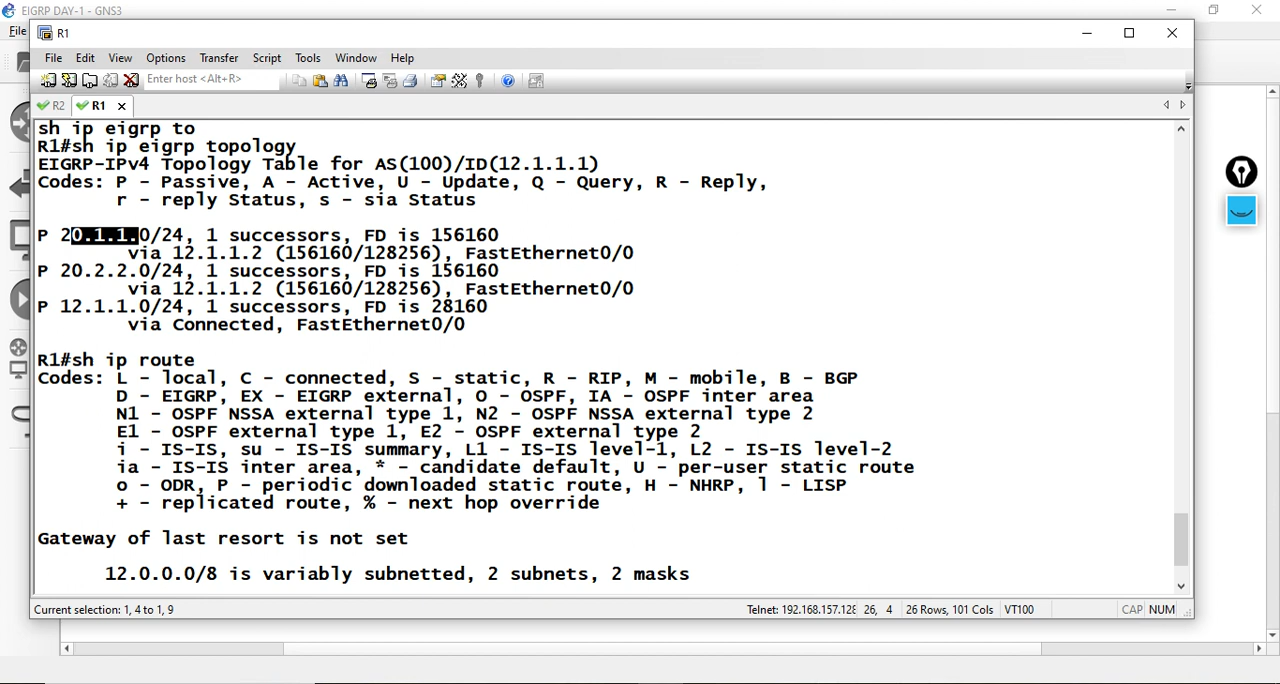 EIGRP DAY-1 - GNS3
File
R1
File Edit View Options Transfer Script Tools Window Help
Enter host <Alt+R>
R2 R1
sh ip eigrp to
R1#sh ip eigrp topology
EIGRP-IPv4 Topology Table for AS(100)/ID(12.1.1.1)
Codes: P - Passive, A - Active, U - Update, Q - Query, R - Reply,
r - reply Status, s - sia Status
P 20.1.1.0/24, 1 successors, FD is 156160
via 12.1.1.2 (156160/128256), FastEthernet0/0
P 20.2.2.0/24, 1 successors, FD is 156160
via 12.1.1.2 (156160/128256), FastEthernet0/0
P 12.1.1.0/24, 1 successors, FD is 28160
via Connected, FastEthernet0/0
R1#sh ip route
Codes: L - local, C - connected, S - static, R - RIP, M - mobile, B - BGP
D - EIGRP, EX - EIGRP external, O - OSPF, IA - OSPF inter area
N1 - OSPF NSSA external type 1, N2 - OSPF NSSA external type 2
E1 - OSPF external type 1, E2 - OSPF external type 2
i - IS-IS, su - IS-IS summary, L1 - IS-IS level-1, L2 - IS-IS level-2
ia - IS-IS inter area, * - candidate default, U - per-user static route
o - ODR, P - periodic downloaded static route, H - NHRP, l - LISP
+ - replicated route, % - next hop override
Gateway of last resort is not set
12.0.0.0/8 is variably subnetted, 2 subnets, 2 masks
Current selection: 1, 4 to 1, 9 Telnet: 192.168.157.128 26, 4 26 Rows, 101 Cols VT100 CAP NUM